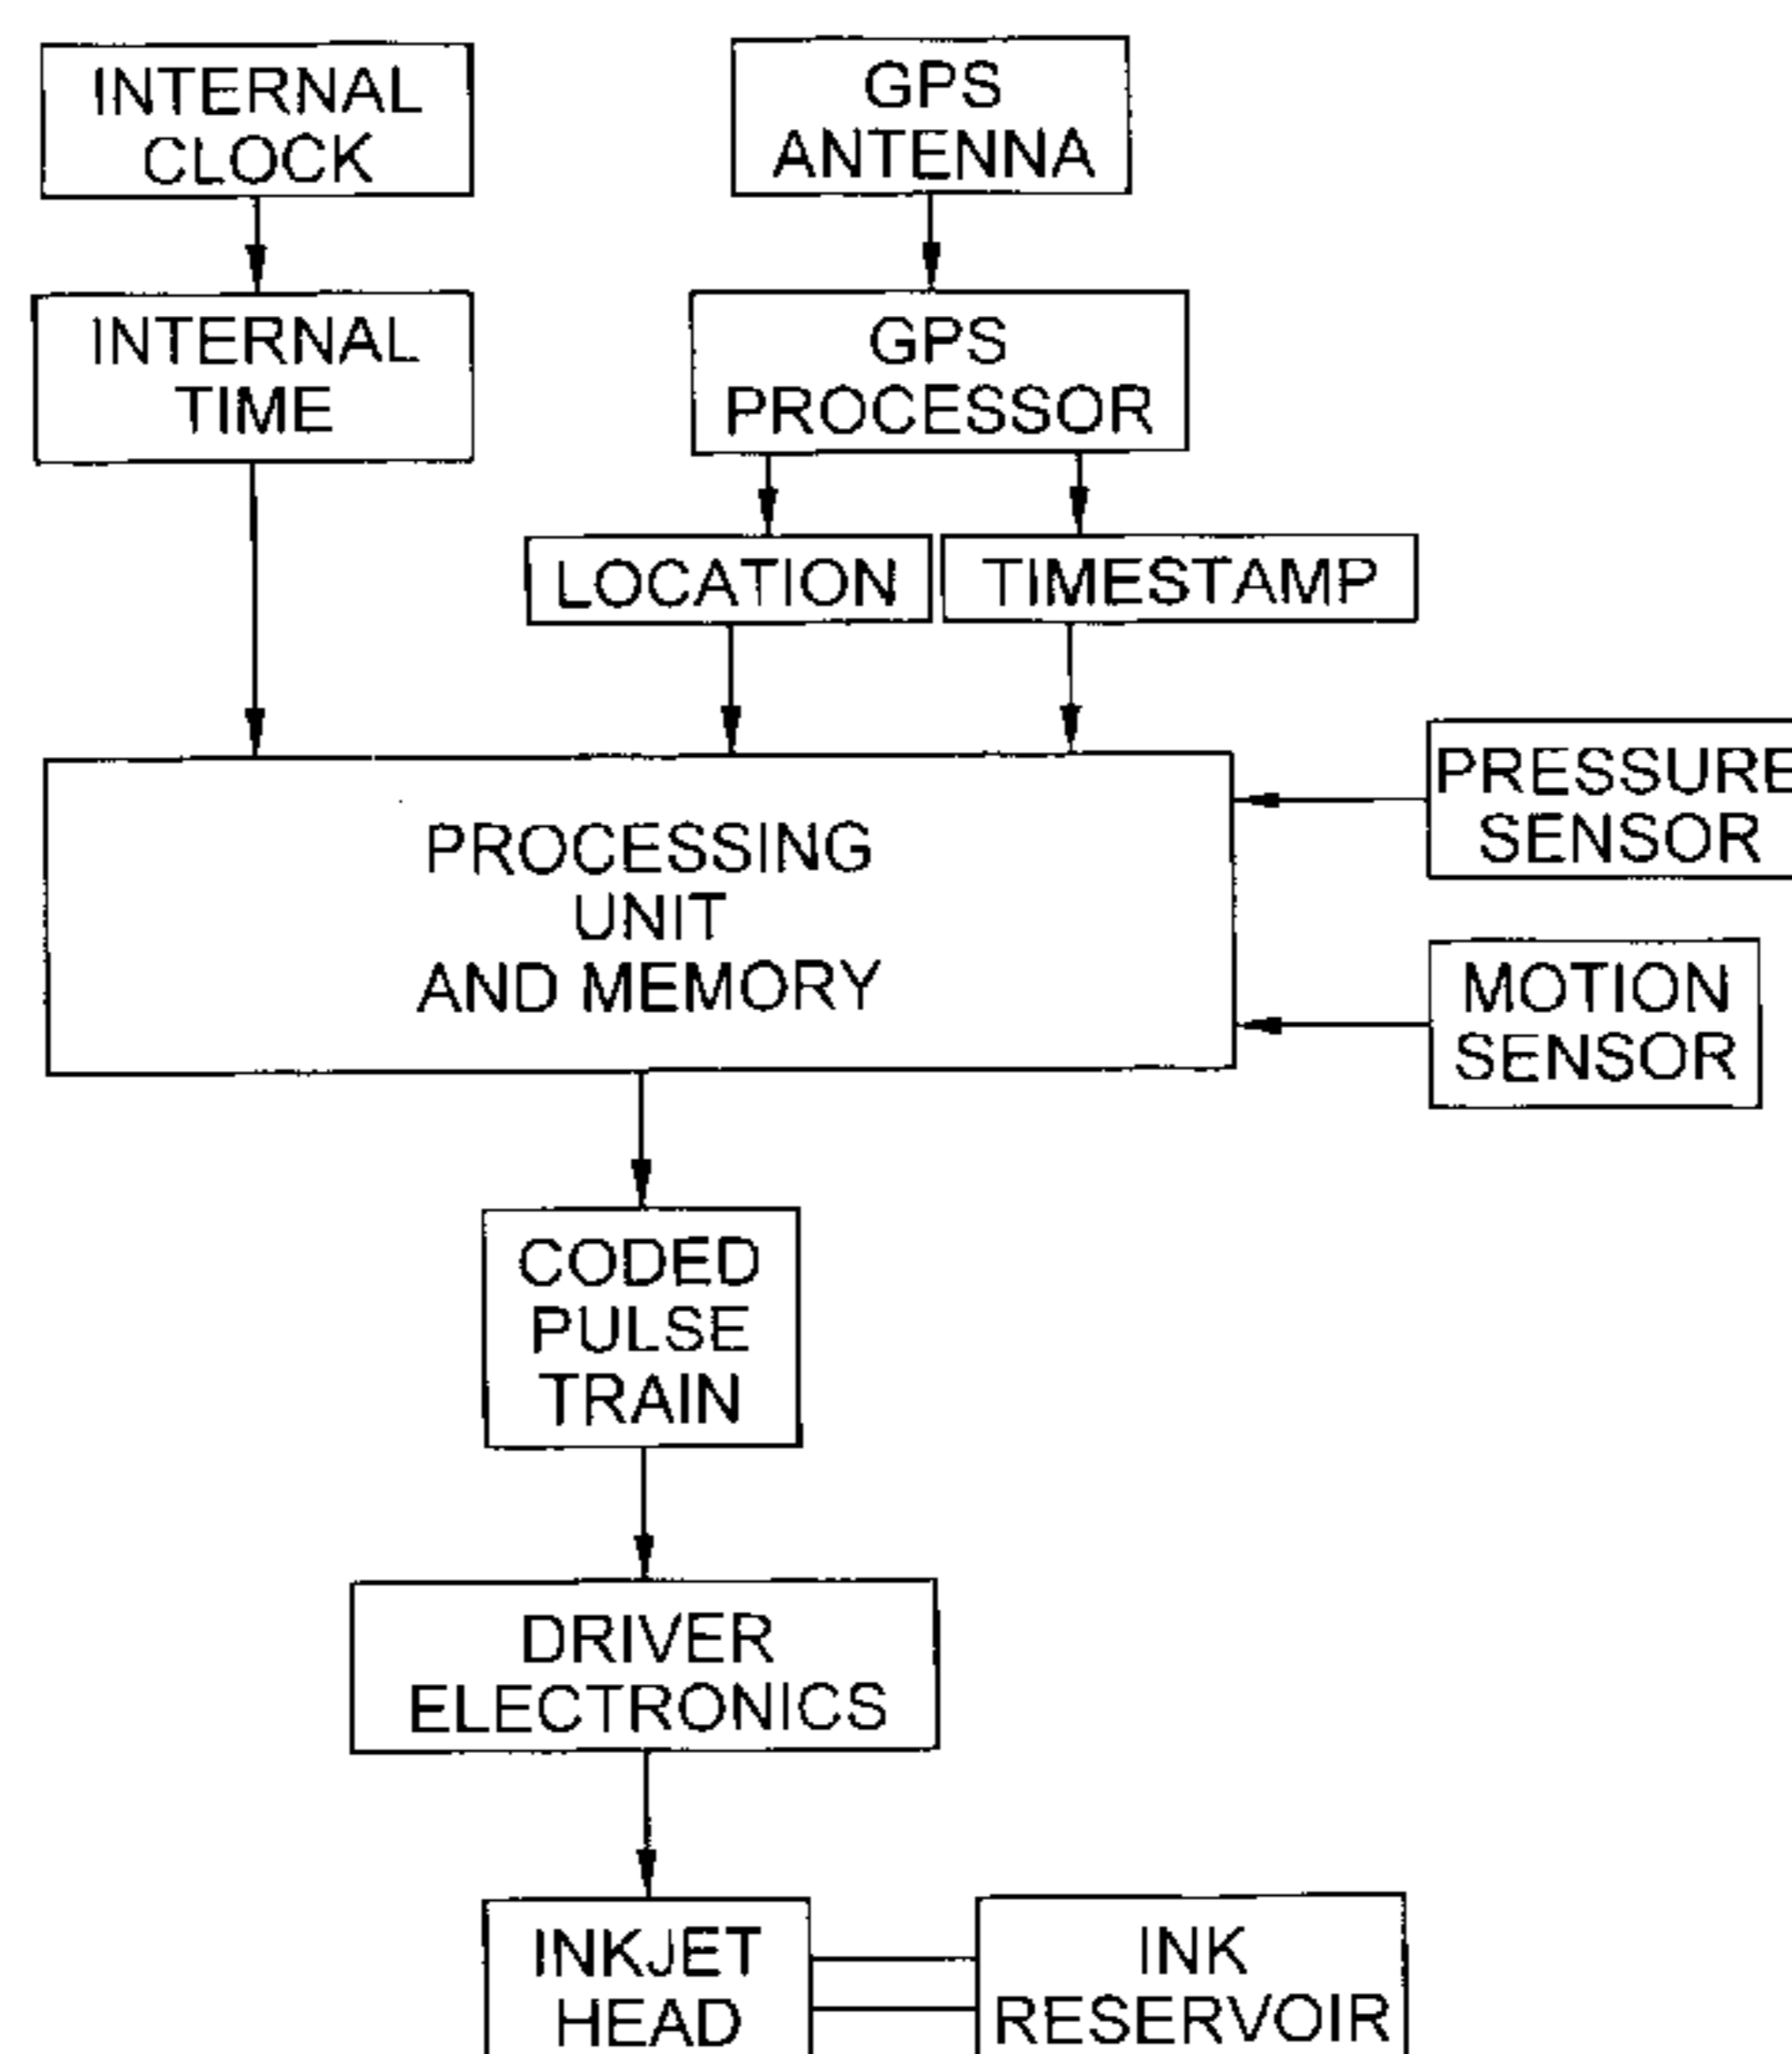 INTERNAL
CLOCK
GPS
ANTENNA
INTERNAL
TIME
GPS
PROCESSOR
LOCATION
TIMESTAMP
PRESSURE
SENSOR
PROCESSING
UNIT
AND MEMORY
MOTION
SENSOR
CODED
PULSE
TRAIN
DRIVER
ELECTRONICS
INKJET
HEAD
INK
RESERVOIR